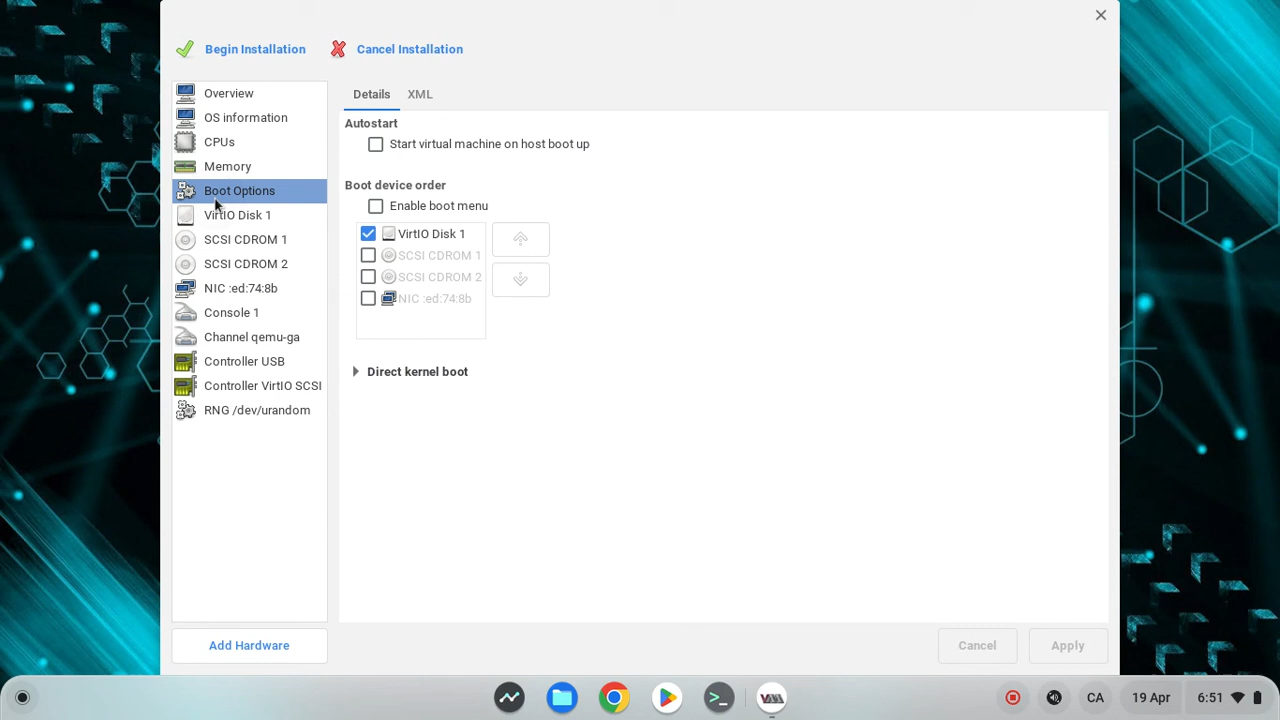 Begin Installation
Cancel Installation
Overview
OS information
CPUs
Memory
Boot Options
VirtIO Disk 1
SCSI CDROM 1
SCSI CDROM 2
NIC :ed:74:8b
Console 1
Channel qemu-ga
Controller USB
Controller VirtIO SCSI
RNG /dev/urandom
Add Hardware
Details
XML
Autostart
Start virtual machine on host boot up
Boot device order
Enable boot menu
VirtIO Disk 1
SCSI CDROM 1
SCSI CDROM 2
NIC :ed:74:8b
Direct kernel boot
Cancel
Apply
CA
19 Apr
6:51